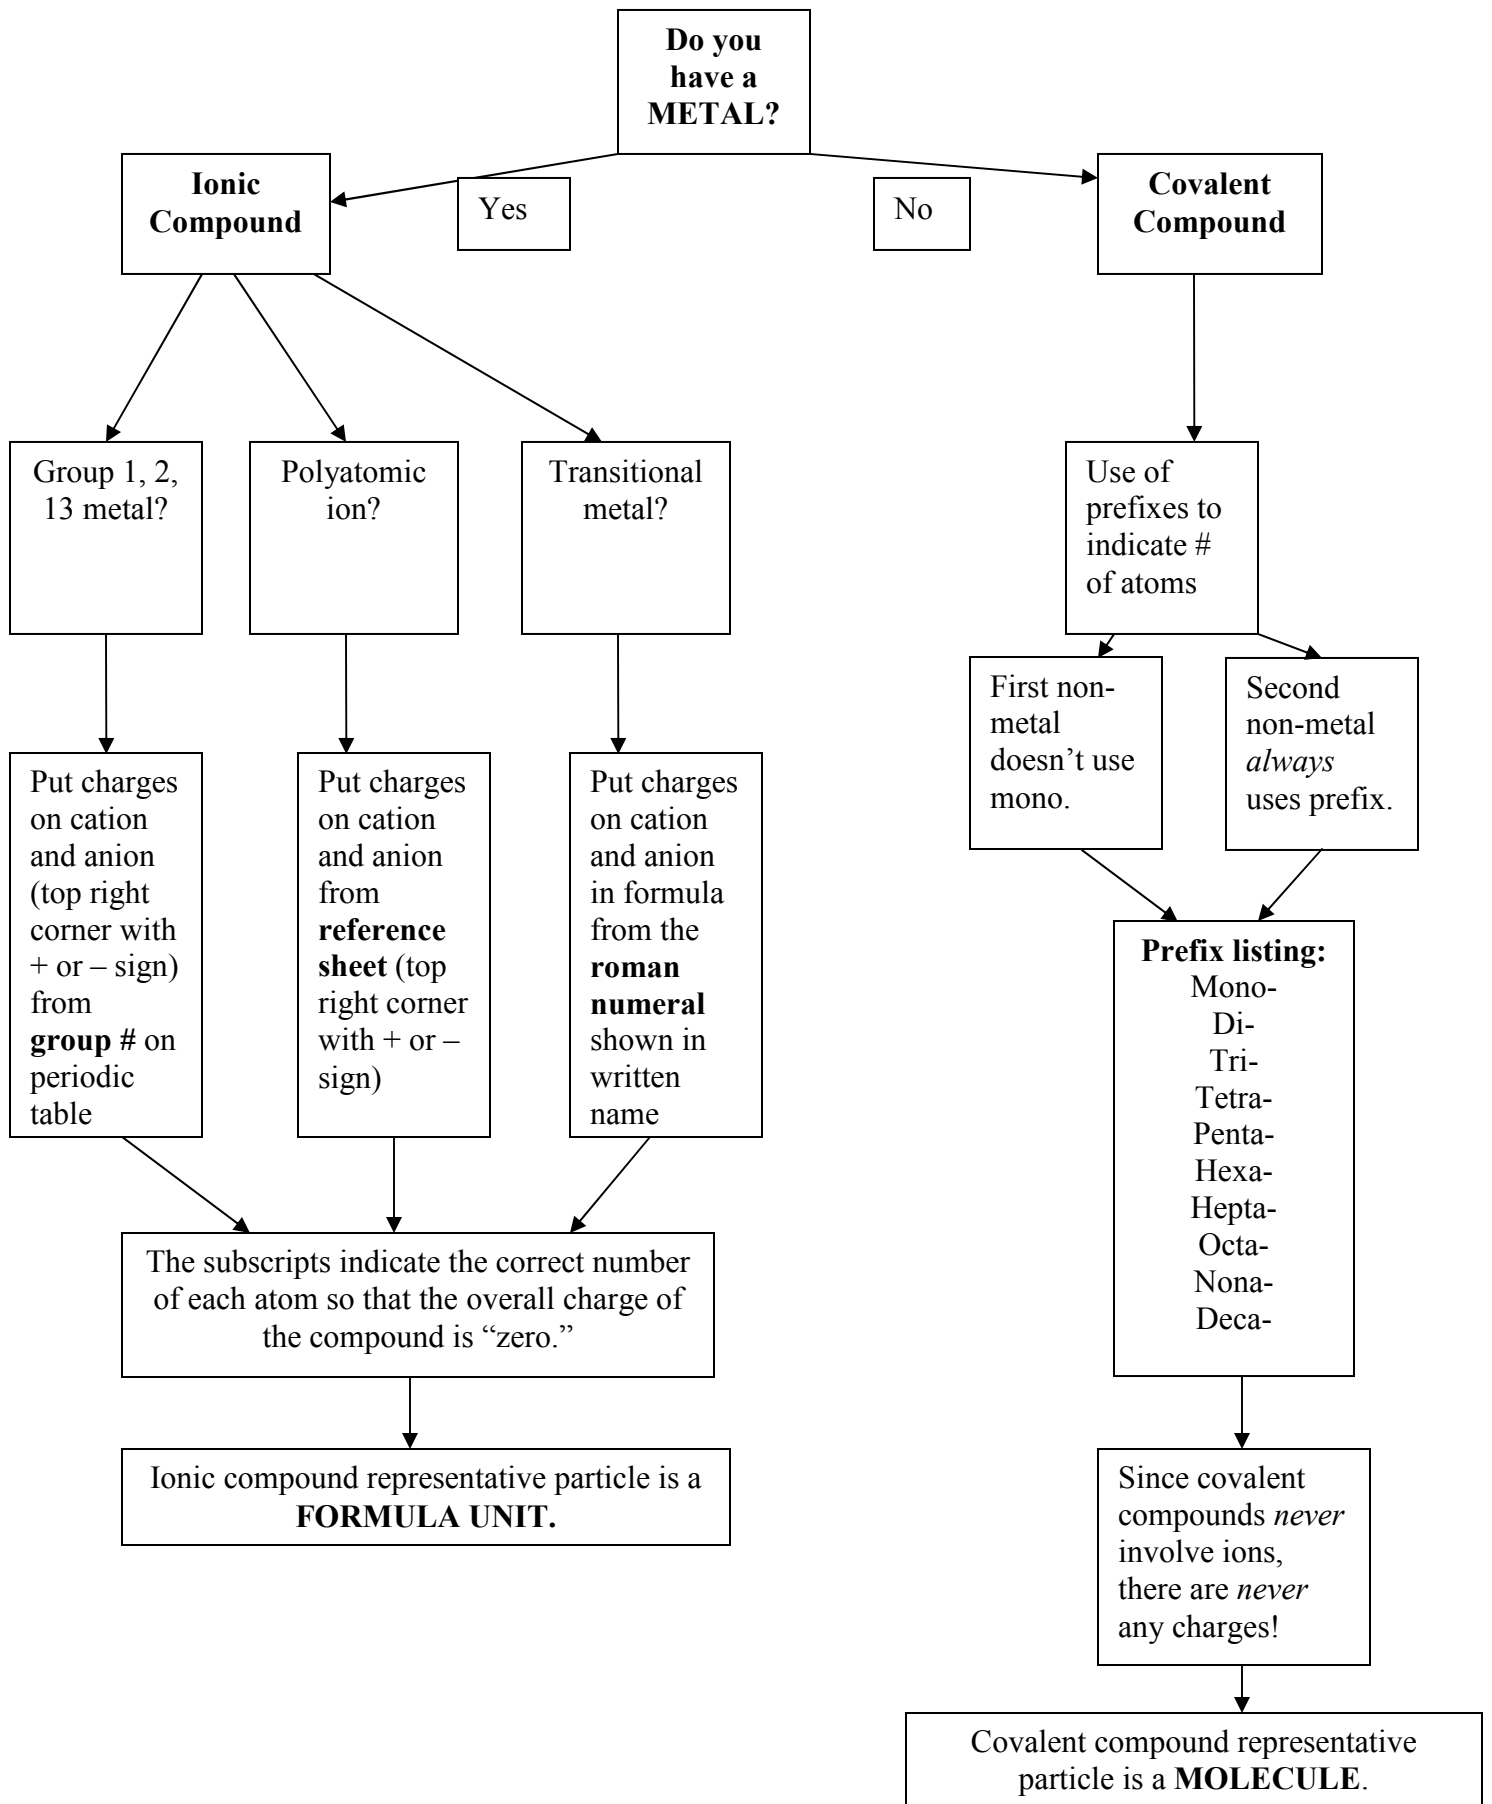 Do you
have a
METAL?
Ionic
Compound
Yes
No
Covalent
Compound
Group 1, 2,
13 metal?
Polyatomic
ion?
Transitional
metal?
Use of
prefixes to
indicate #
of atoms
First non-
metal
doesn’t use
mono.
Second
non-metal
always
uses prefix.
Put charges
on cation
and anion
(top right
corner with
+ or – sign)
from
group # on
periodic
table
Put charges
on cation
and anion
from
reference
sheet (top
right corner
with + or –
sign)
Put charges
on cation
and anion
in formula
from the
roman
numeral
shown in
written
name
Prefix listing:
Mono-
Di-
Tri-
Tetra-
Penta-
Hexa-
Hepta-
Octa-
Nona-
Deca-
The subscripts indicate the correct number
of each atom so that the overall charge of
the compound is “zero.”
Ionic compound representative particle is a
FORMULA UNIT.
Since covalent
compounds never
involve ions,
there are never
any charges!
Covalent compound representative
particle is a MOLECULE.